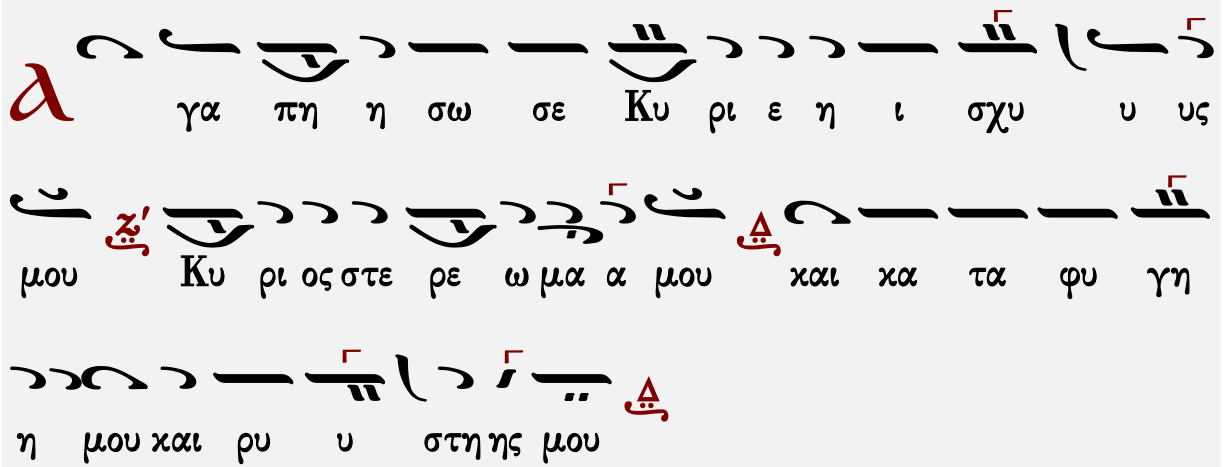 α γα πη η σω σε Κυ ρι ε η ι σχυ υ υς
μου ζ' Κυ ρι ος στε ρε ω μα α μου Δ και κα τα φυ γη
η μου και ρυ υ στη ης μου Δ